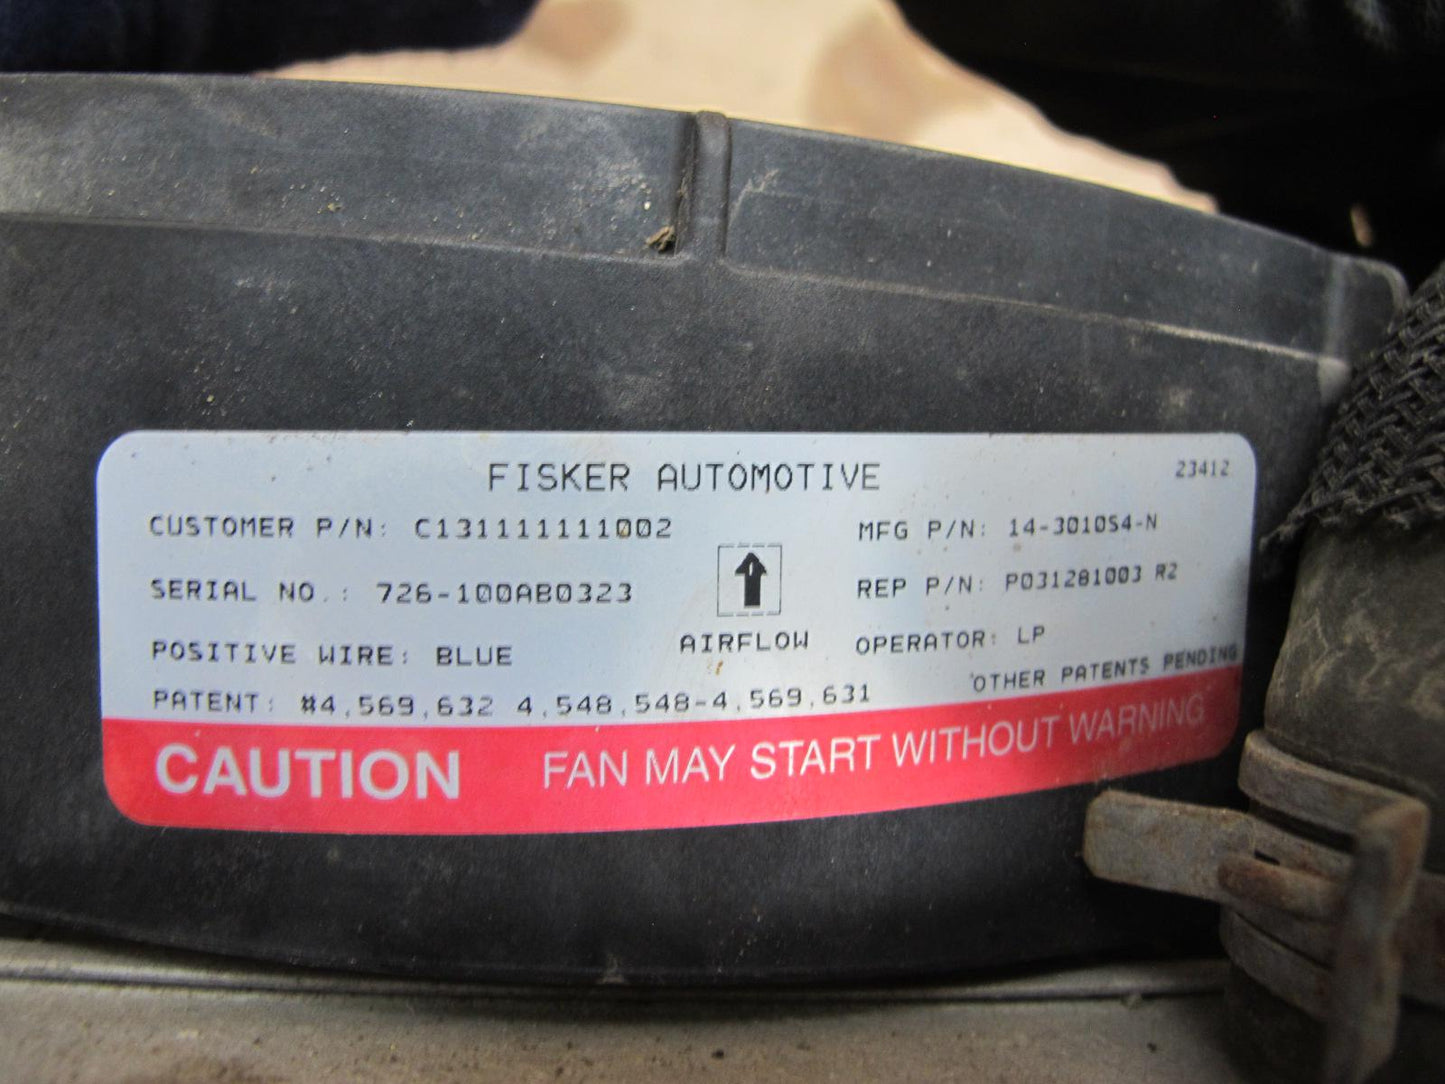 FISKER AUTOMOTIVE 23412
CUSTOMER P/N: C131111111002 MFG P/N: 14-3010S4-N
SERIAL NO.: 726-100AB0323 REP P/N: P031281003 R2
POSITIVE WIRE: BLUE AIRFLOW OPERATOR: LP
PATENT: #4,569,632 4,548,548-4,569,631 OTHER PATENTS PENDING
CAUTION FAN MAY START WITHOUT WARNING